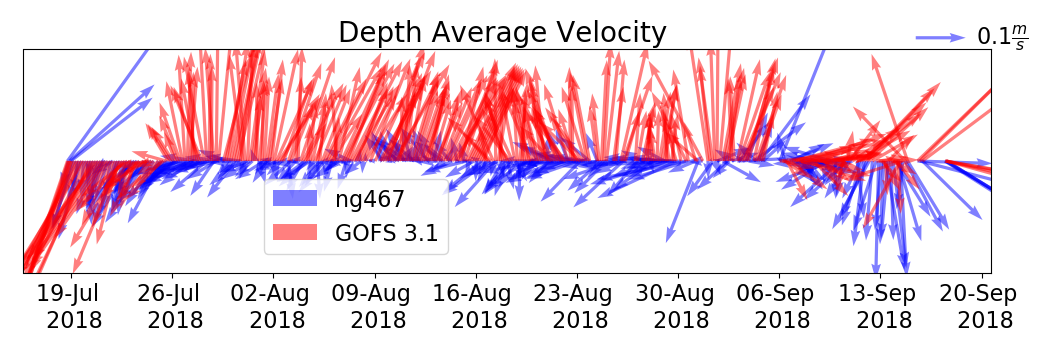 Depth Average Velocity
0.1 m/s
ng467
GOFS 3.1
19-Jul 26-Jul 02-Aug 09-Aug 16-Aug 23-Aug 30-Aug 06-Sep 13-Sep 20-Sep
2018 2018 2018 2018 2018 2018 2018 2018 2018 2018